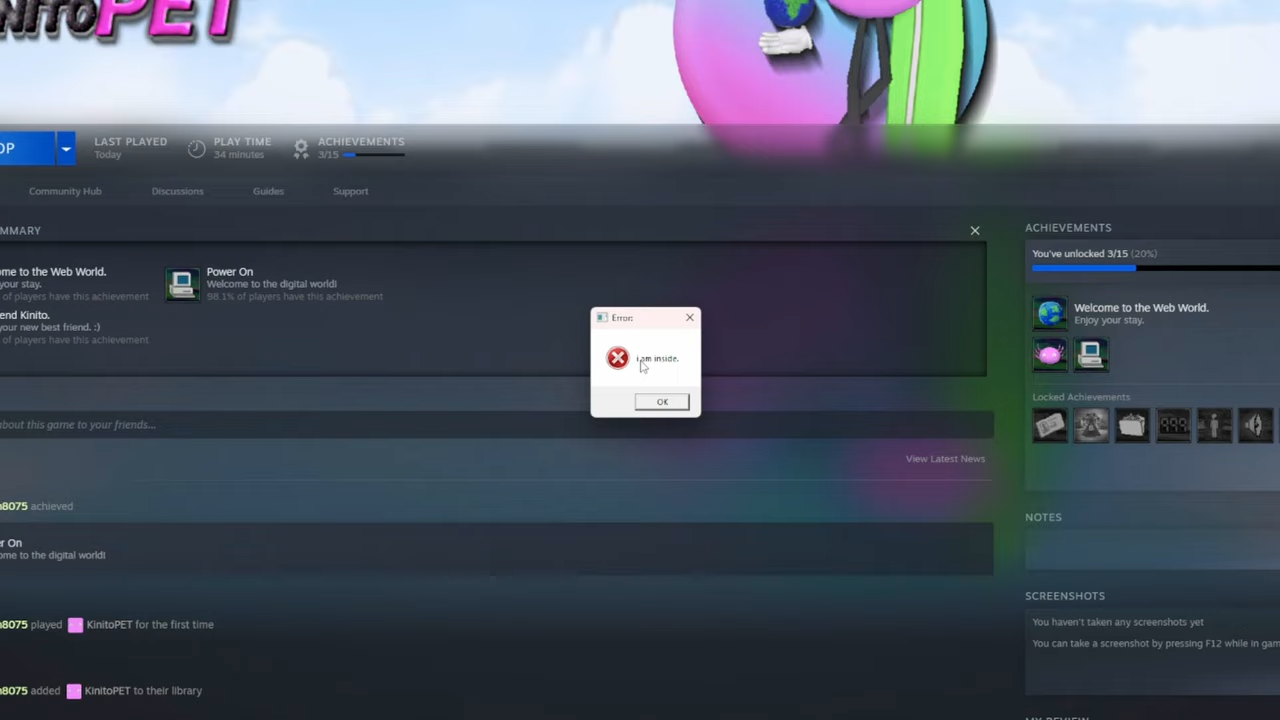 NITOPET
OP
LAST PLAYED
Today
PLAY TIME
34 minutes
ACHIEVEMENTS
3/15
Community Hub
Discussions
Guides
Support
MMARY
ome to the Web World.
your stay.
of players have this achievement
Power On
Welcome to the digital world!
98.1% of players have this achievement
end Kinito.
your new best friend. :)
of players have this achievement
Error:
i am inside.
OK
about this game to your friends...
View Latest News
8075 achieved
r On
ome to the digital world!
8075 played KinitoPET for the first time
8075 added KinitoPET to their library
ACHIEVEMENTS
You've unlocked 3/15 (20%)
Welcome to the Web World.
Enjoy your stay.
Locked Achievements
999
NOTES
SCREENSHOTS
You haven't taken any screenshots yet
You can take a screenshot by pressing F12 while in gam
MY REVIEW